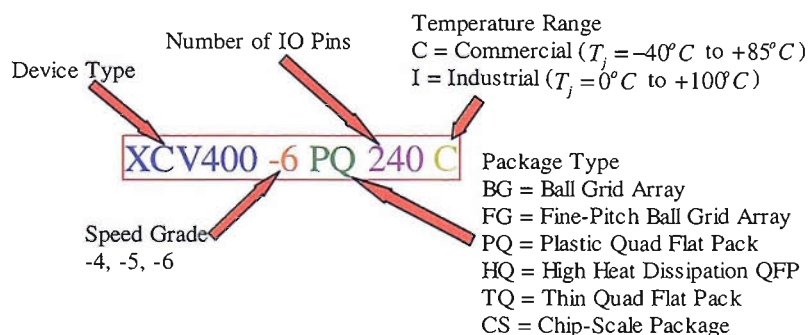 Temperature Range
C = Commercial (Tj = –40°C to +85°C)
I = Industrial (Tj = 0°C to +100°C)
Number of IO Pins
Device Type
XCV400 -6 PQ 240 C
Package Type
BG = Ball Grid Array
FG = Fine-Pitch Ball Grid Array
PQ = Plastic Quad Flat Pack
HQ = High Heat Dissipation QFP
TQ = Thin Quad Flat Pack
CS = Chip-Scale Package
Speed Grade
-4, -5, -6